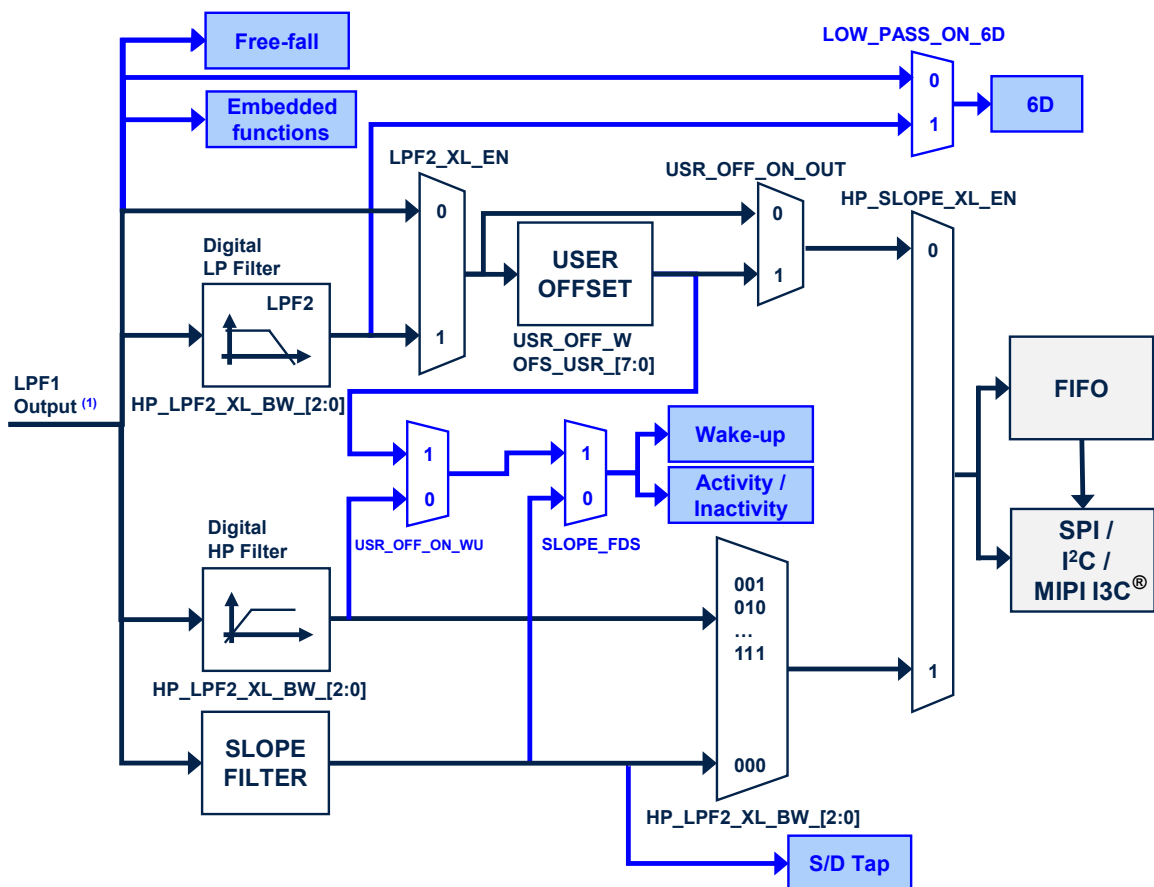 Free-fall
LOW_PASS_ON_6D
0
1
6D
Embedded
functions
LPF2_XL_EN
0
1
USR_OFF_ON_OUT
0
1
HP_SLOPE_XL_EN
0
1
Digital
LP Filter
LPF2
HP_LPF2_XL_BW_[2:0]
USER
OFFSET
USR_OFF_W
OFS_USR_[7:0]
LPF1
Output (1)
FIFO
SPI /
I²C /
MIPI I3C®
1
0
USR_OFF_ON_WU
1
0
SLOPE_FDS
Wake-up
Activity /
Inactivity
Digital
HP Filter
HP_LPF2_XL_BW_[2:0]
001
010
...
111
000
HP_LPF2_XL_BW_[2:0]
SLOPE
FILTER
S/D Tap